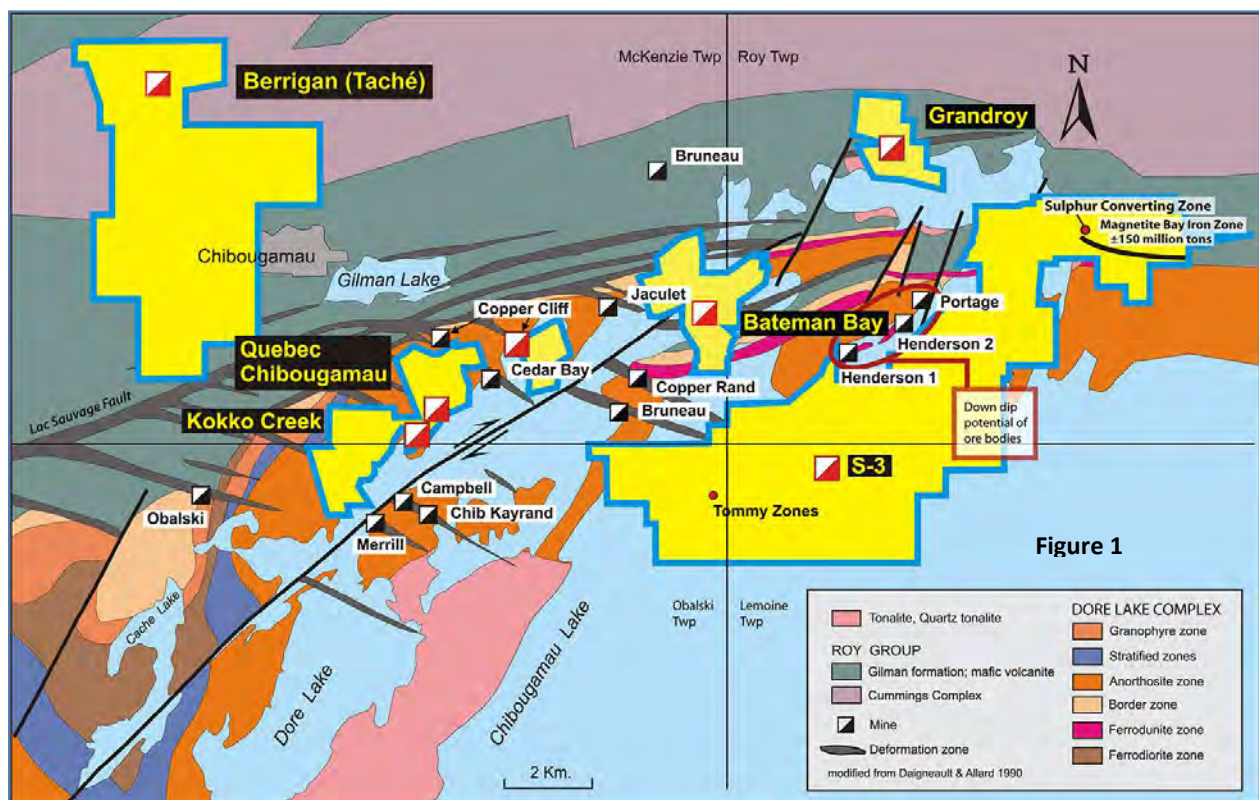 McKenzie Twp
Roy Twp
N
Berrigan (Taché)
Grandroy
Bruneau
Sulphur Converting Zone
Magnetite Bay Iron Zone
±150 million tons
Chibougamau
Gilman Lake
Jaculet
Portage
Copper Cliff
Bateman Bay
Henderson 2
Quebec
Chibougamau
Cedar Bay
Henderson 1
Copper Rand
Lac Sauvage Fault
Kokko Creek
Bruneau
Down dip
potential of
ore bodies
S-3
Campbell
Tommy Zones
Obalski
Chib Kayrand
Merrill
Figure 1
Cache Lake
Dore Lake
Chibougamau Lake
Obalski
Twp
Lemoine
Twp
2 Km.
Tonalite, Quartz tonalite
ROY GROUP
Gilman formation; mafic volcanite
Cummings Complex
Mine
Deformation zone
modified from Daigneault & Allard 1990
DORE LAKE COMPLEX
Granophyre zone
Stratified zones
Anorthosite zone
Border zone
Ferrodunite zone
Ferrodiorite zone